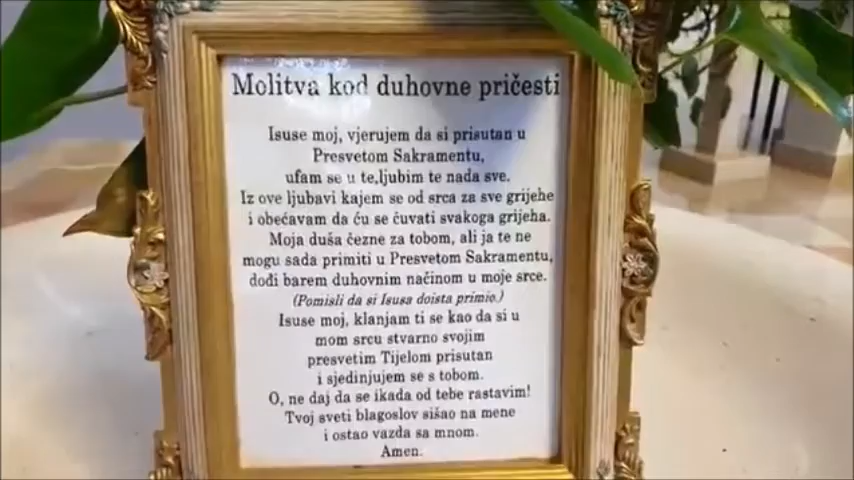 Molitva kod duhovne pričesti
Isuse moj, vjerujem da si prisutan u
Presvetom Sakramentu,
ufam se u te,ljubim te nada sve.
Iz ove ljubavi kajem se od srca za sve grijehe
i obećavam da ću se čuvati svakoga grijeha.
Moja duša čezne za tobom, ali ja te ne
mogu sada primiti u Presvetom Sakramentu,
dođi barem duhovnim načinom u moje srce.
(Pomisli da si Isusa doista primio.)
Isuse moj, klanjam ti se kao da si u
mom srcu stvarno svojim
presvetim Tijelom prisutan
i sjedinjujem se s tobom.
O, ne daj da se ikada od tebe rastavim!
Tvoj sveti blagoslov sišao na mene
i ostao vazda sa mnom.
Amen.